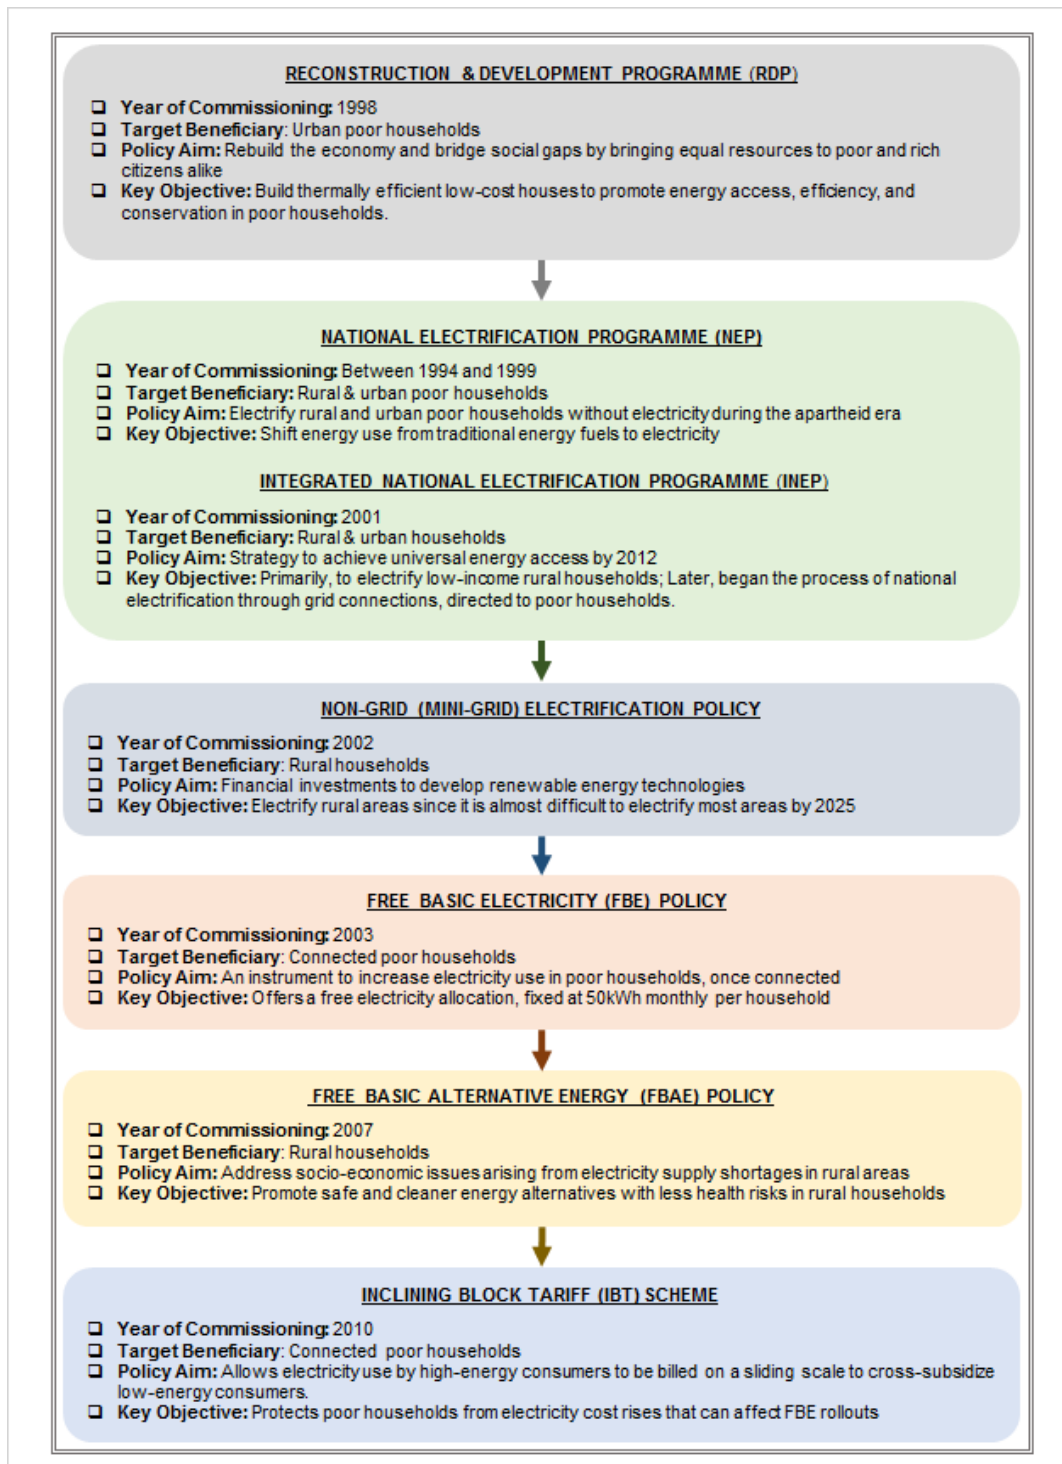 RECONSTRUCTION & DEVELOPMENT PROGRAMME (RDP)
❑ Year of Commissioning: 1998
❑ Target Beneficiary: Urban poor households
❑ Policy Aim: Rebuild the economy and bridge social gaps by bringing equal resources to poor and rich
citizens alike
❑ Key Objective: Build thermally efficient low-cost houses to promote energy access, efficiency, and
conservation in poor households.
NATIONAL ELECTRIFICATION PROGRAMME (NEP)
❑ Year of Commissioning: Between 1994 and 1999
❑ Target Beneficiary: Rural & urban poor households
❑ Policy Aim: Electrify rural and urban poor households without electricity during the apartheid era
❑ Key Objective: Shift energy use from traditional energy fuels to electricity
INTEGRATED NATIONAL ELECTRIFICATION PROGRAMME (INEP)
❑ Year of Commissioning: 2001
❑ Target Beneficiary: Rural & urban households
❑ Policy Aim: Strategy to achieve universal energy access by 2012
❑ Key Objective: Primarily, to electrify low-income rural households; Later, began the process of national
electrification through grid connections, directed to poor households.
NON-GRID (MINI-GRID) ELECTRIFICATION POLICY
❑ Year of Commissioning: 2002
❑ Target Beneficiary: Rural households
❑ Policy Aim: Financial investments to develop renewable energy technologies
❑ Key Objective: Electrify rural areas since it is almost difficult to electrify most areas by 2025
FREE BASIC ELECTRICITY (FBE) POLICY
❑ Year of Commissioning: 2003
❑ Target Beneficiary: Connected poor households
❑ Policy Aim: An instrument to increase electricity use in poor households, once connected
❑ Key Objective: Offers a free electricity allocation, fixed at 50kWh monthly per household
FREE BASIC ALTERNATIVE ENERGY (FBAE) POLICY
❑ Year of Commissioning: 2007
❑ Target Beneficiary: Rural households
❑ Policy Aim: Address socio-economic issues arising from electricity supply shortages in rural areas
❑ Key Objective: Promote safe and cleaner energy alternatives with less health risks in rural households
INCLINING BLOCK TARIFF (IBT) SCHEME
❑ Year of Commissioning: 2010
❑ Target Beneficiary: Connected poor households
❑ Policy Aim: Allows electricity use by high-energy consumers to be billed on a sliding scale to cross-subsidize
low-energy consumers.
❑ Key Objective: Protects poor households from electricity cost rises that can affect FBE rollouts